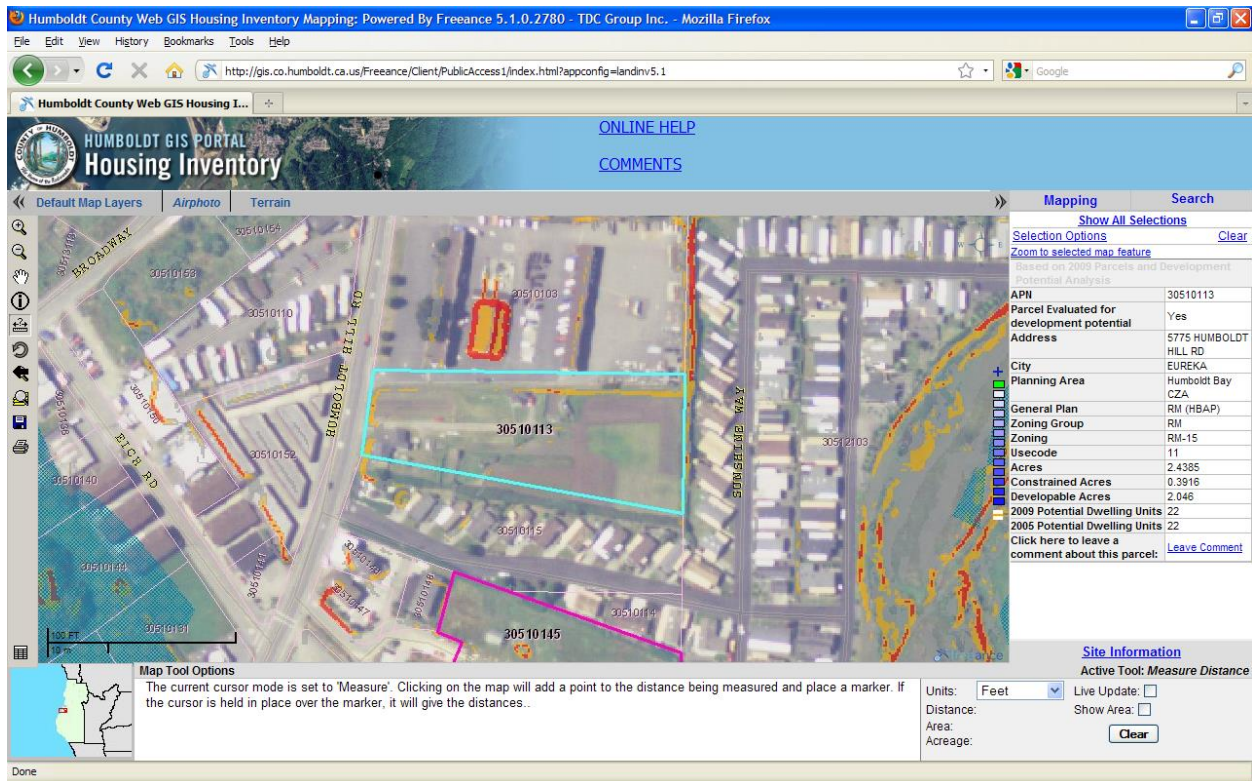 Humboldt County Web GIS Housing Inventory Mapping: Powered By Freeance 5.1.0.2780 - TDC Group Inc. - Mozilla Firefox
File Edit View History Bookmarks Tools Help
http://gis.co.humboldt.ca.us/Freeance/Client/PublicAccess1/index.html?appconfig=landinv5.1
Google
Humboldt County Web GIS Housing I...
HUMBOLDT GIS PORTAL
Housing Inventory
ONLINE HELP
COMMENTS
Default Map Layers Airphoto Terrain
Mapping Search
Show All Selections
Selection Options Clear
Zoom to selected map feature
Based on 2009 Parcels and Development
Potential Analysis
APN 30510113
Parcel Evaluated for
development potential Yes
Address 5775 HUMBOLDT
HILL RD
City EUREKA
Planning Area Humboldt Bay
CZA
General Plan RM (HBAP)
Zoning Group RM
Zoning RM-15
Usecode 11
Acres 2.4385
Constrained Acres 0.3916
Developable Acres 2.046
2009 Potential Dwelling Units 22
2005 Potential Dwelling Units 22
Click here to leave a
comment about this parcel: Leave Comment
BROADWAY
30510154
30510153
30510110
30510103
HUMBOLDT HILL RD
30510113
SUNSHINE WAY
30512103
EICH RD
30510152
30510140
30510115
30510141
30510147
30510148
30510114
30510144
30510145
30510131
100 FT
10 m
Site Information
Map Tool Options
Active Tool: Measure Distance
The current cursor mode is set to 'Measure'. Clicking on the map will add a point to the distance being measured and place a marker. If
the cursor is held in place over the marker, it will give the distances..
Units: Feet Live Update:
Distance: Show Area:
Area:
Acreage: Clear
Done